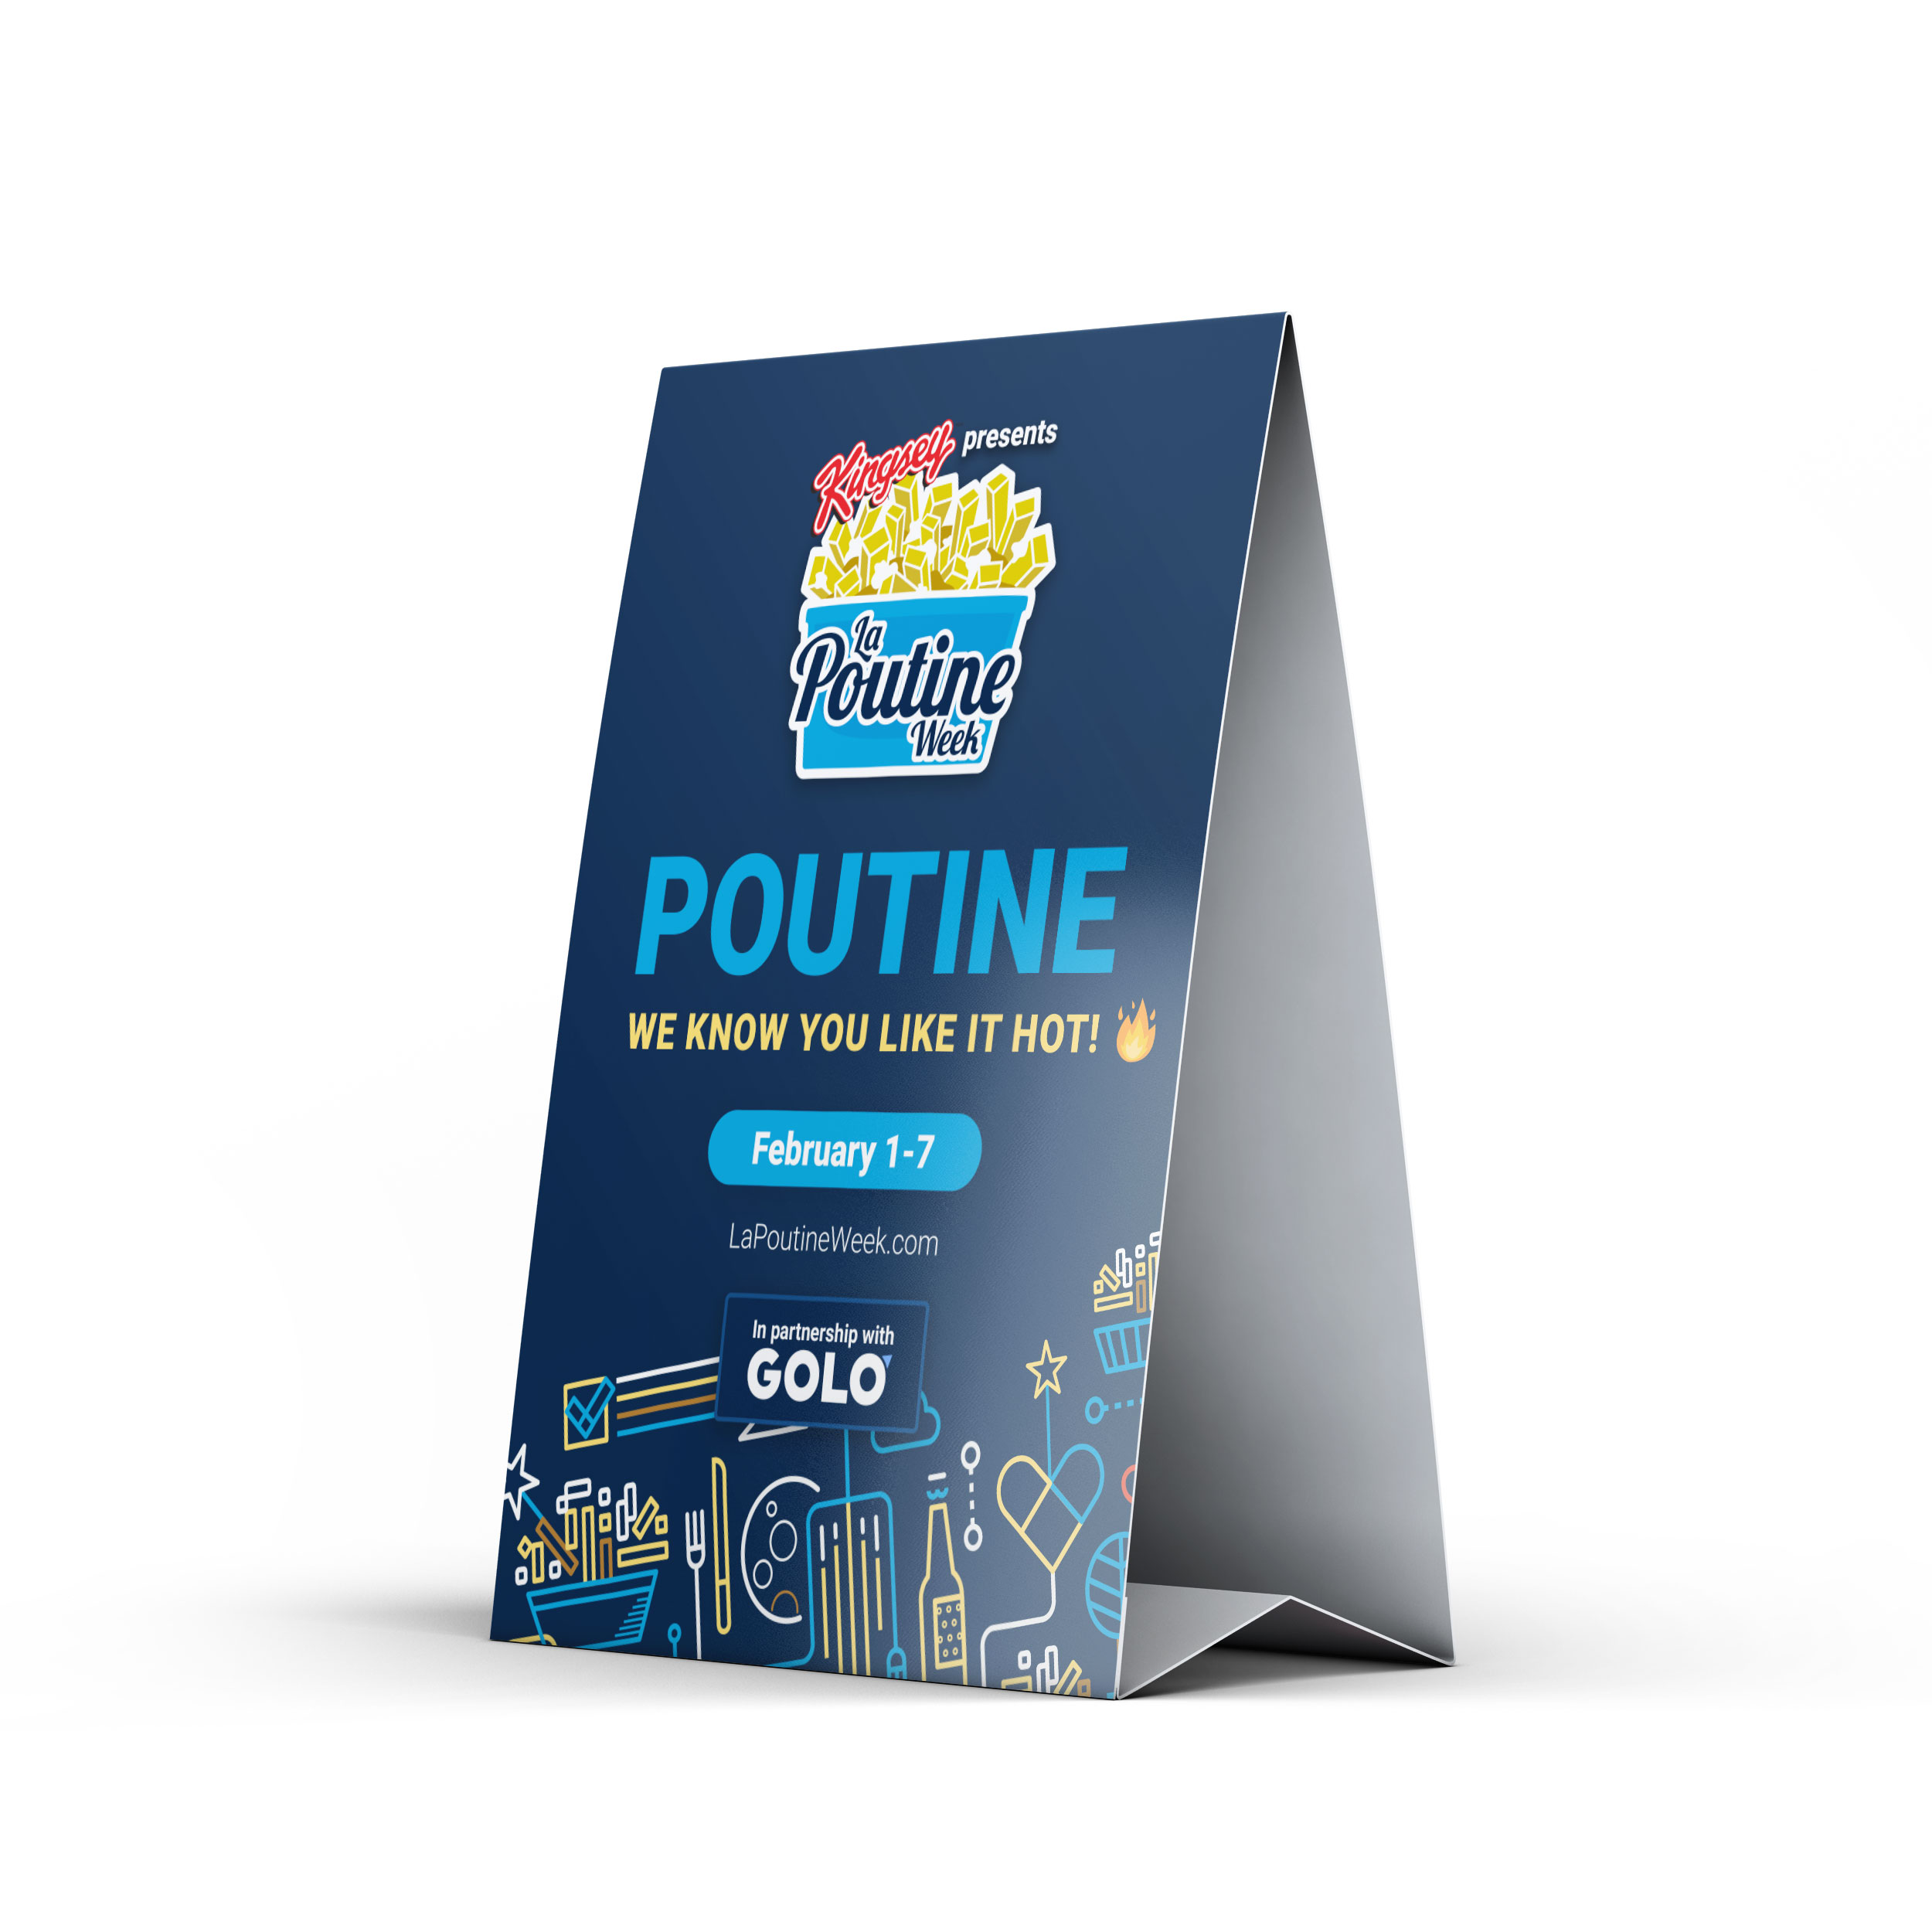 Kingsey presents
La
Poutine
Week
POUTINE
WE KNOW YOU LIKE IT HOT! 🔥
February 1-7
LaPoutineWeek.com
In partnership with
GOLO